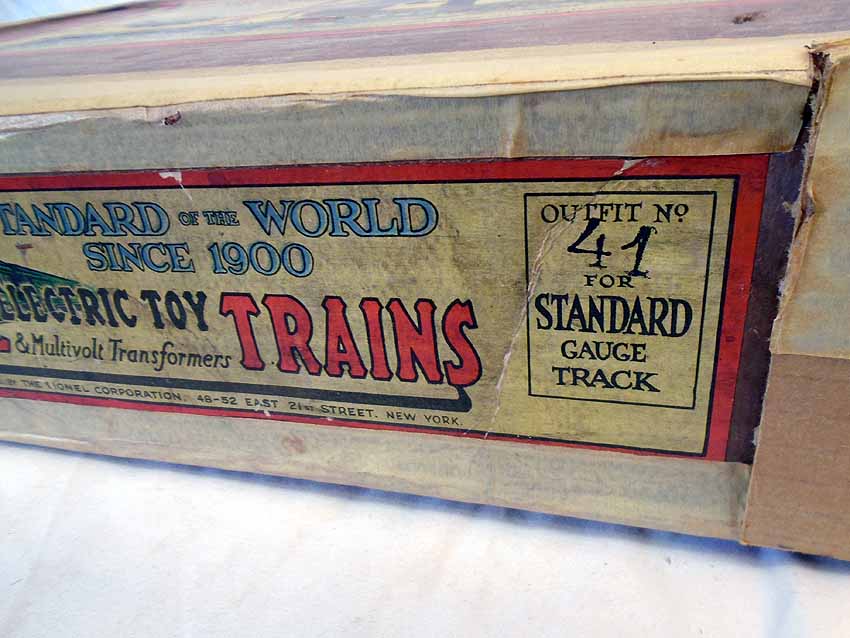 TANDARD OF THE WORLD
SINCE 1900
ELECTRIC TOY TRAINS
& Multivolt Transformers
BY THE LIONEL CORPORATION. 48-52 EAST 21ST STREET. NEW YORK.
OUTFIT Nº
41
FOR
STANDARD
GAUGE
TRACK